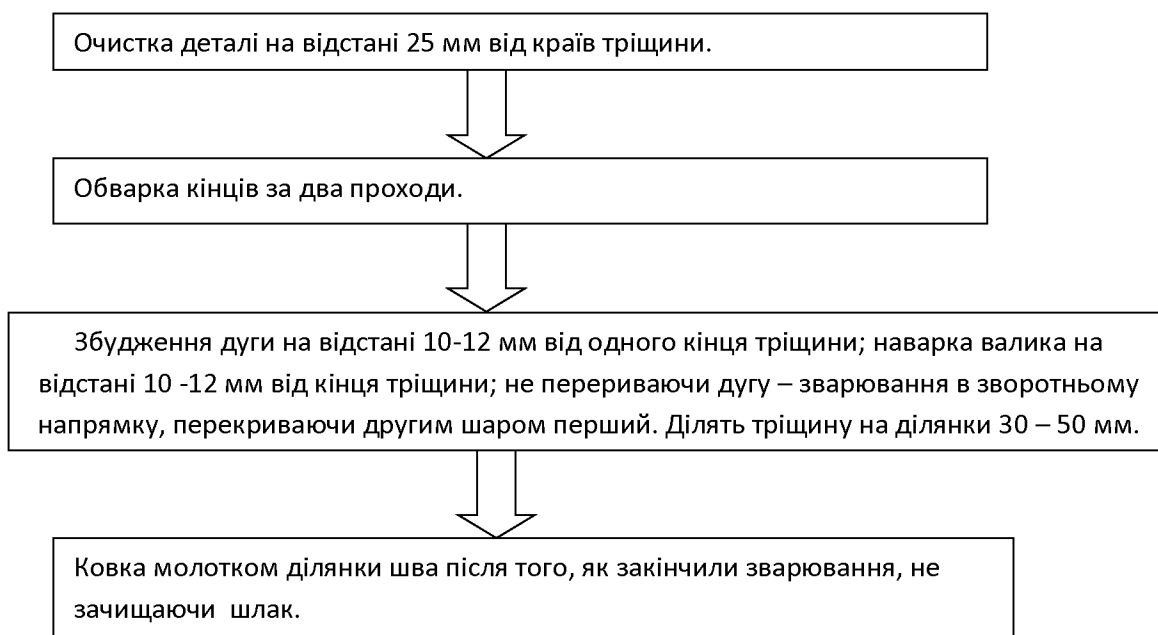 Очистка деталі на відстані 25 мм від країв тріщини.
Обварка кінців за два проходи.
Збудження дуги на відстані 10-12 мм від одного кінця тріщини; наварка валика на
відстані 10 -12 мм від кінця тріщини; не перериваючи дугу – зварювання в зворотньому
напрямку, перекриваючи другим шаром перший. Ділять тріщину на ділянки 30 – 50 мм.
Ковка молотком ділянки шва після того, як закінчили зварювання, не
зачищаючи шлак.